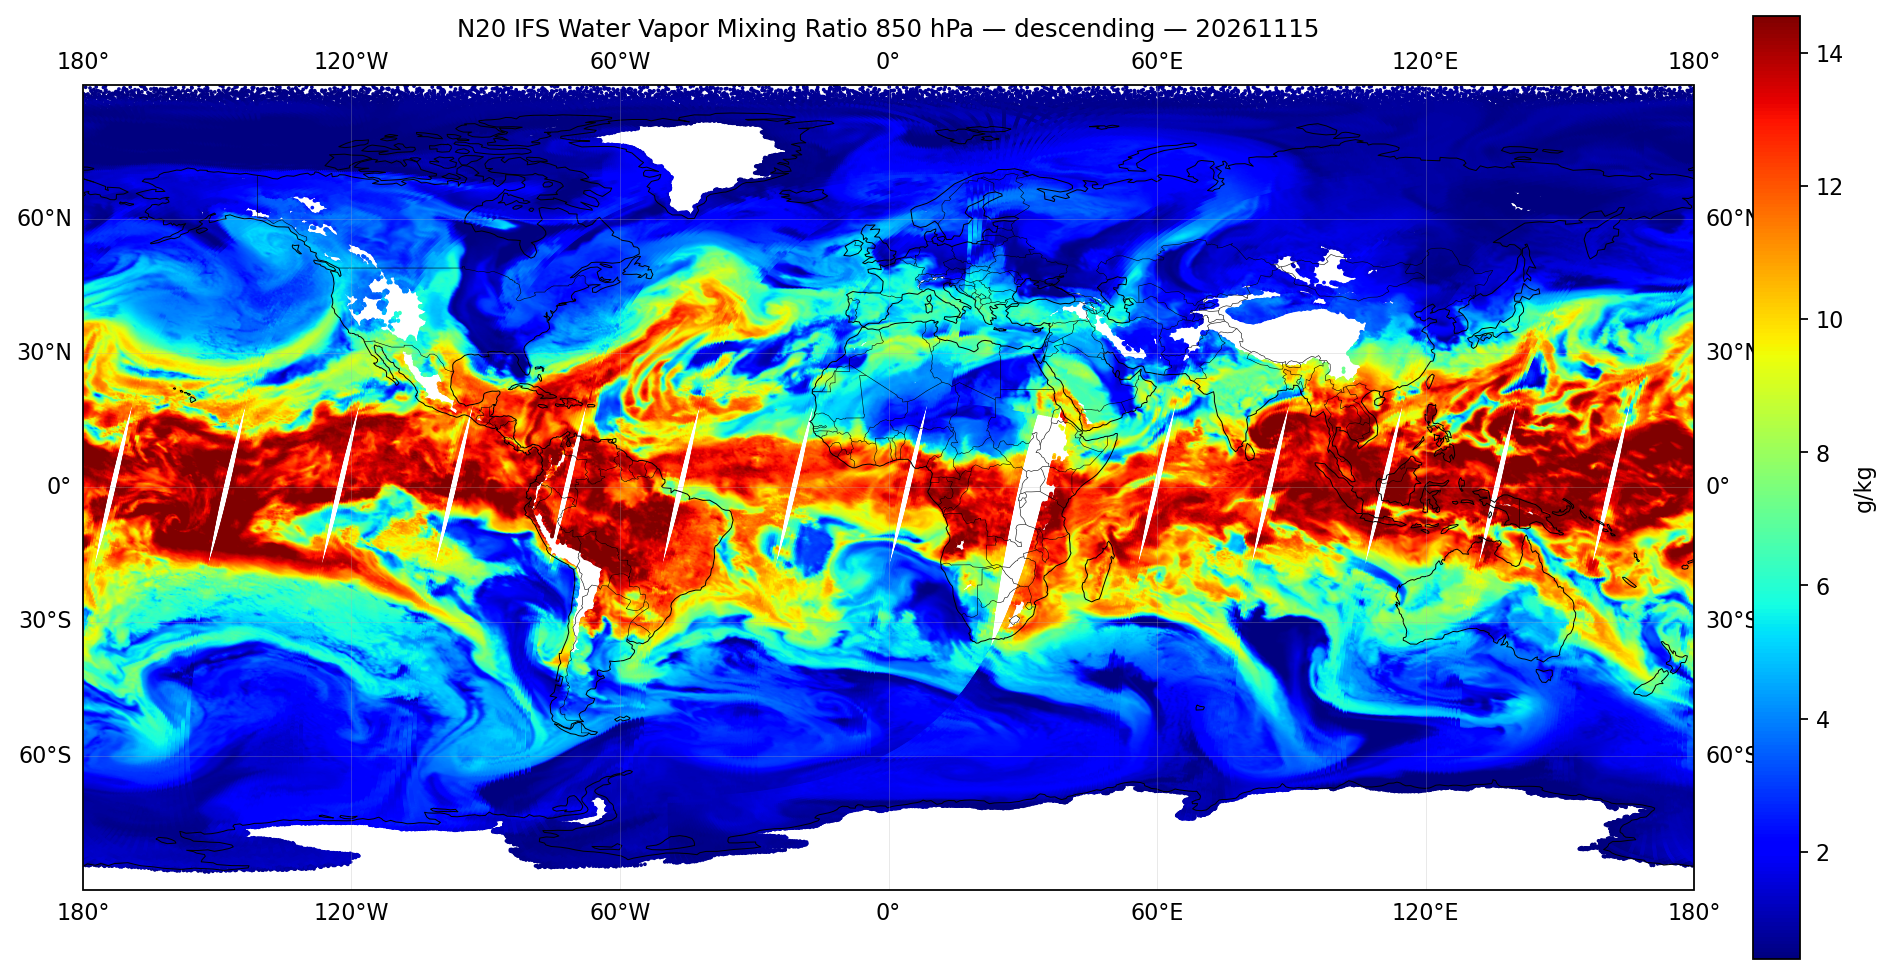 N20 IFS Water Vapor Mixing Ratio 850 hPa — descending — 20261115
180° 120°W 60°W 0° 60°E 120°E 180°
60°N 60°N
30°N 30°N
0° 0°
30°S 30°S
60°S 60°S
180° 120°W 60°W 0° 60°E 120°E 180°
14
12
10
8
6
4
2
g/kg